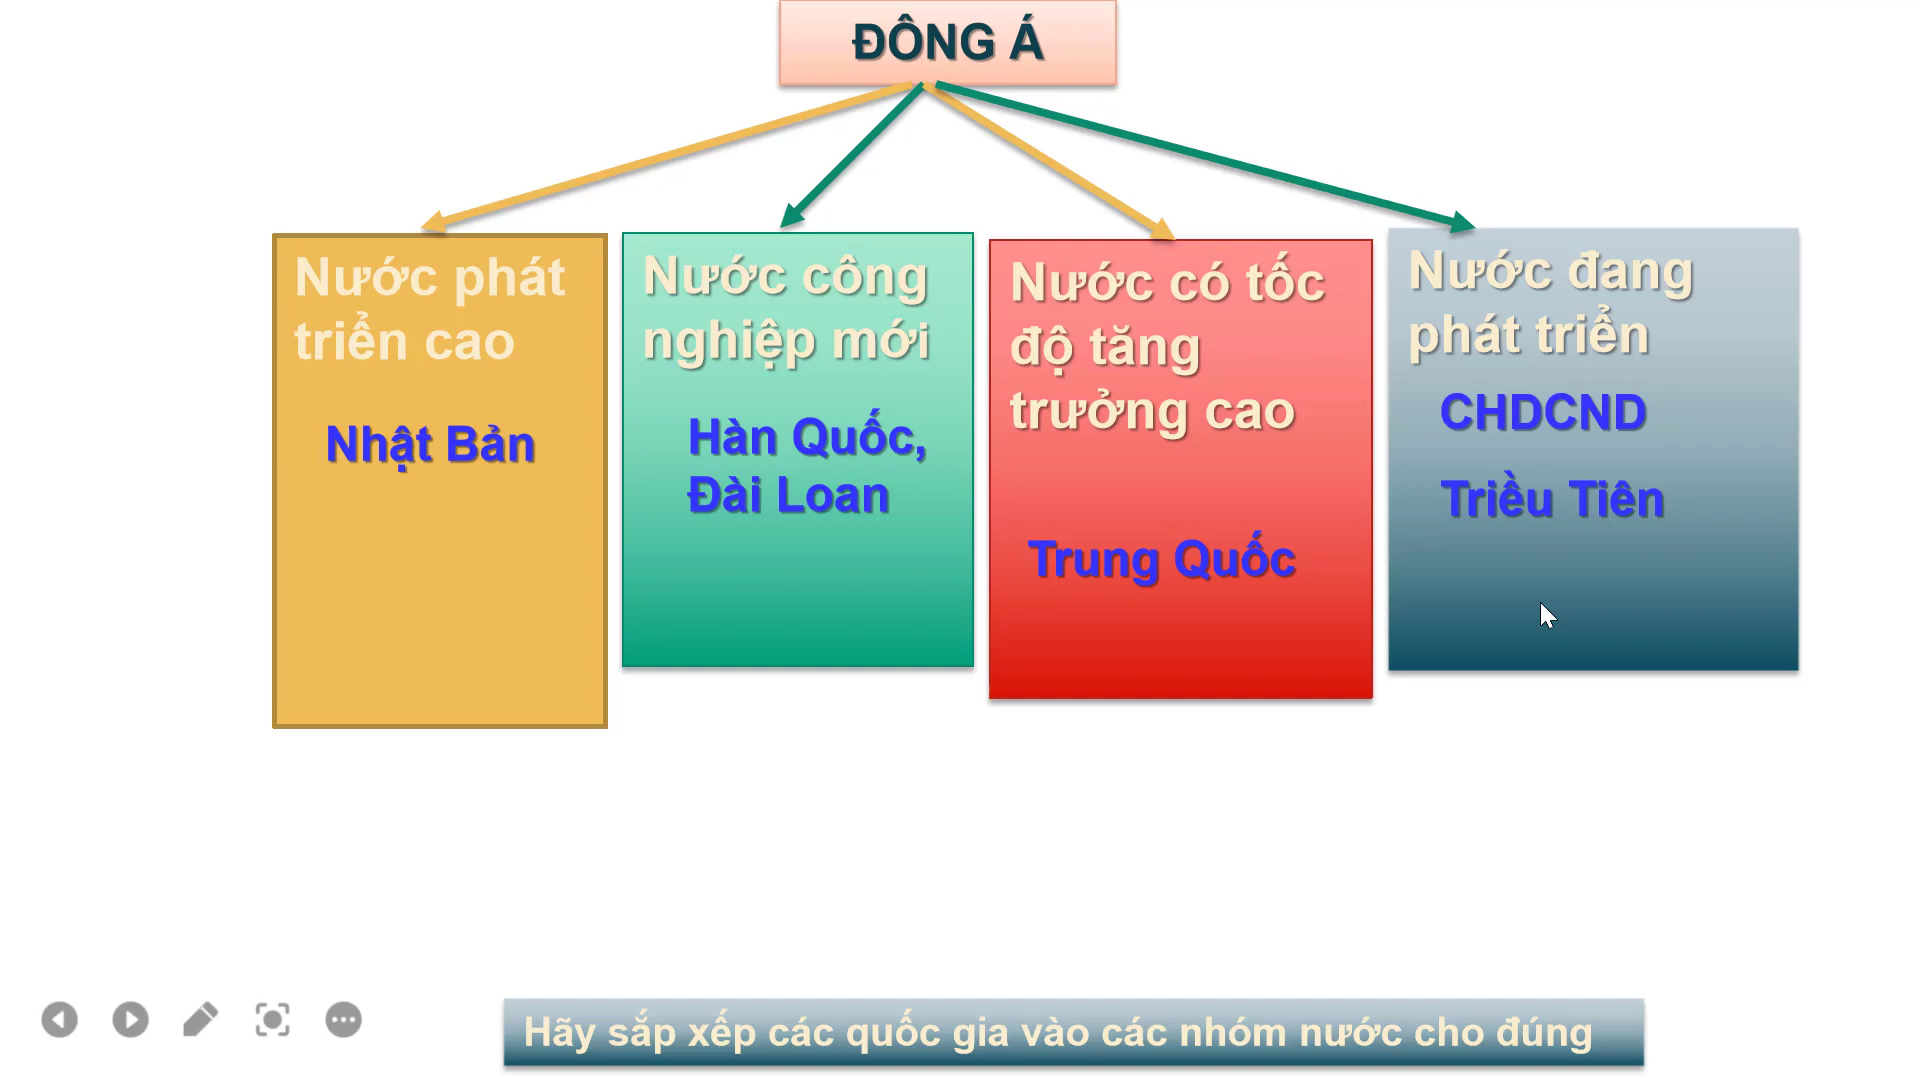 ĐÔNG Á
Nước phát
triển cao
Nhật Bản
Nước công
nghiệp mới
Hàn Quốc,
Đài Loan
Nước có tốc
độ tăng
trưởng cao
Trung Quốc
Nước đang
phát triển
CHDCND
Triều Tiên
Hãy sắp xếp các quốc gia vào các nhóm nước cho đúng